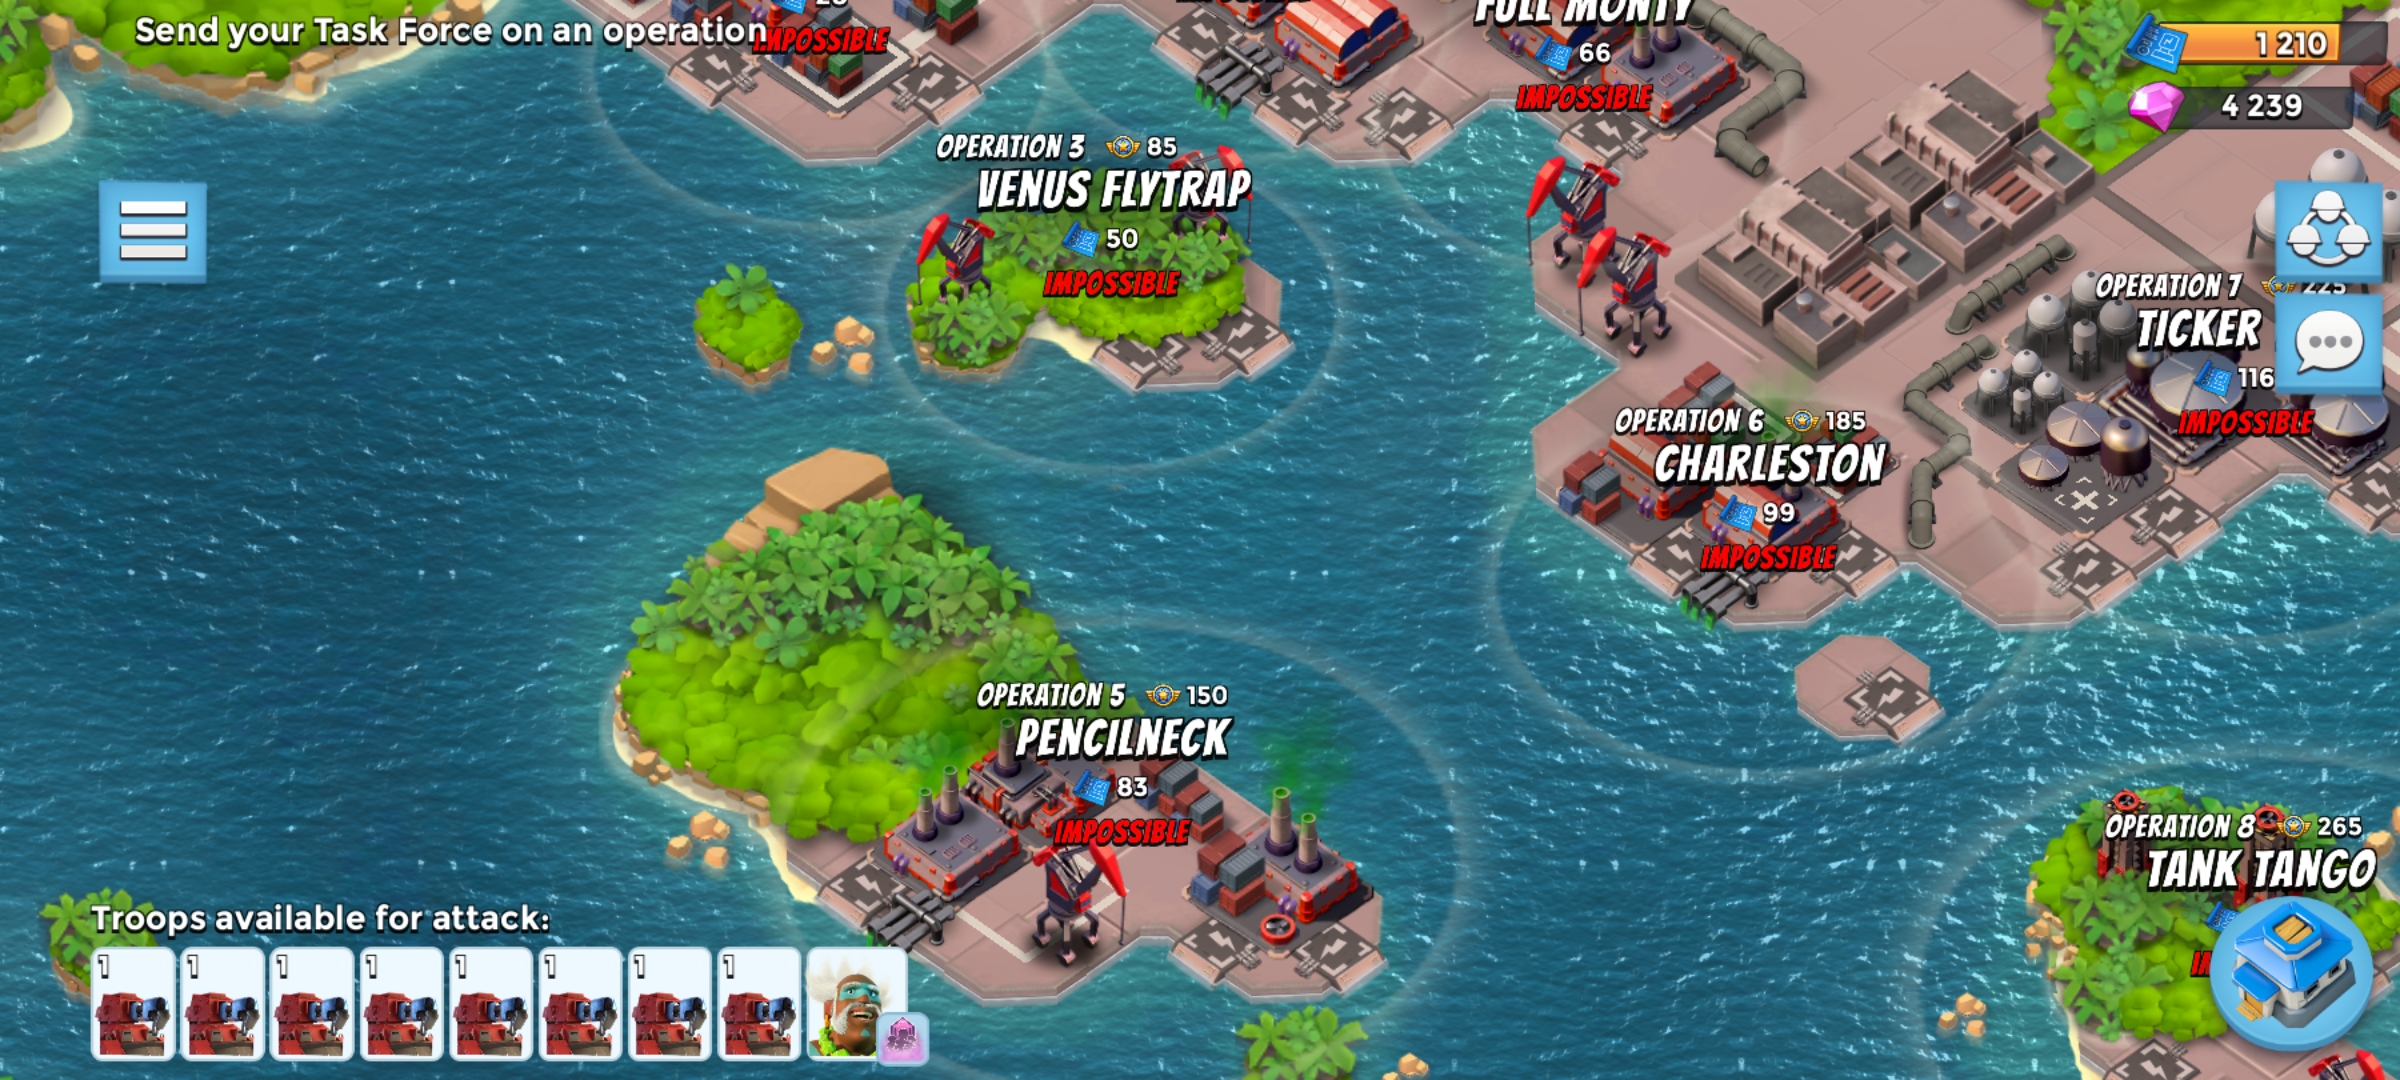 Send your Task Force on an operation
IMPOSSIBLE
FULL MONTY
66
IMPOSSIBLE
1 210
4 239
OPERATION 3 85
VENUS FLYTRAP
50
IMPOSSIBLE
OPERATION 7 225
TICKER
116
IMPOSSIBLE
OPERATION 6 185
CHARLESTON
99
IMPOSSIBLE
OPERATION 5 150
PENCILNECK
83
IMPOSSIBLE
OPERATION 8 265
TANK TANGO
Troops available for attack:
1 1 1 1 1 1 1 1